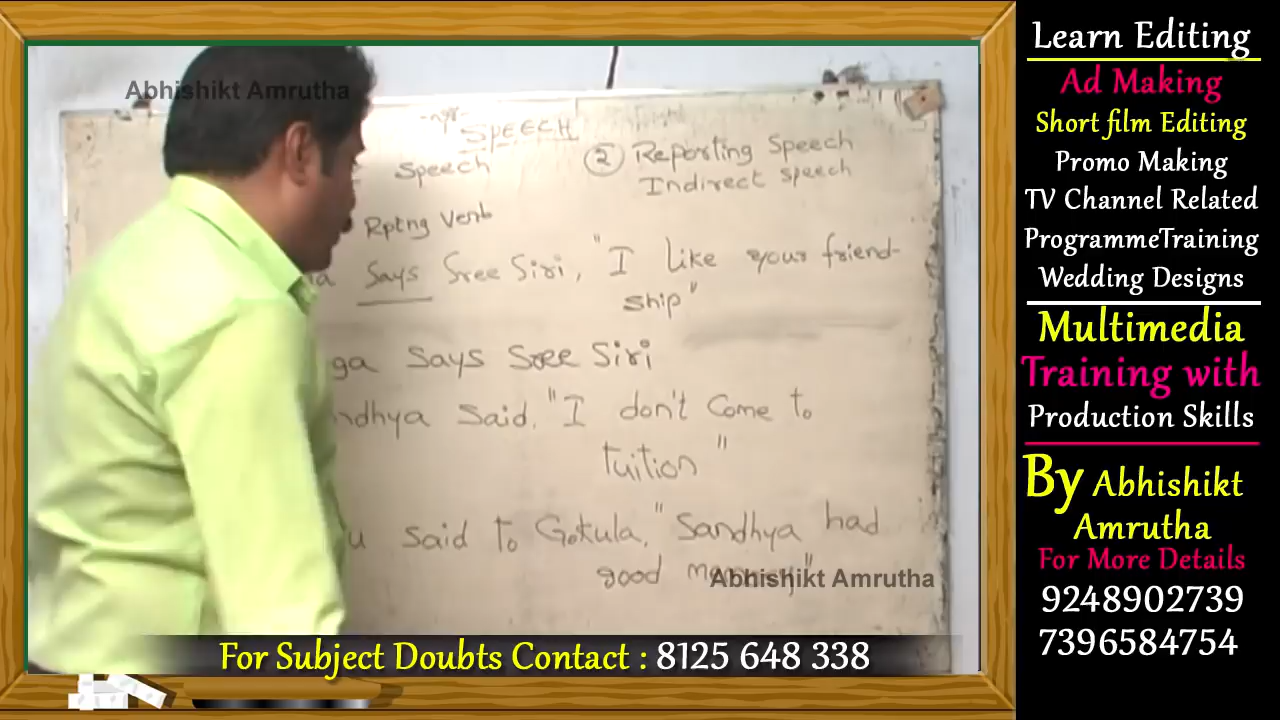 Abhishikt Amrutha
SPEECH
Speech
② Reporting Speech
Indirect speech
Rptng Verb
Says Sree Siri, "I like your friend-
ship"
ga Says Sree Siri
ndhya said, "I don't Come to
tuition"
u said to Gokula, "Sandhya had
good
Abhishikt Amrutha
For Subject Doubts Contact : 8125 648 338
Learn Editing
Ad Making
Short film Editing
Promo Making
TV Channel Related
ProgrammeTraining
Wedding Designs
Multimedia
Training with
Production Skills
By Abhishikt
Amrutha
For More Details
9248902739
7396584754